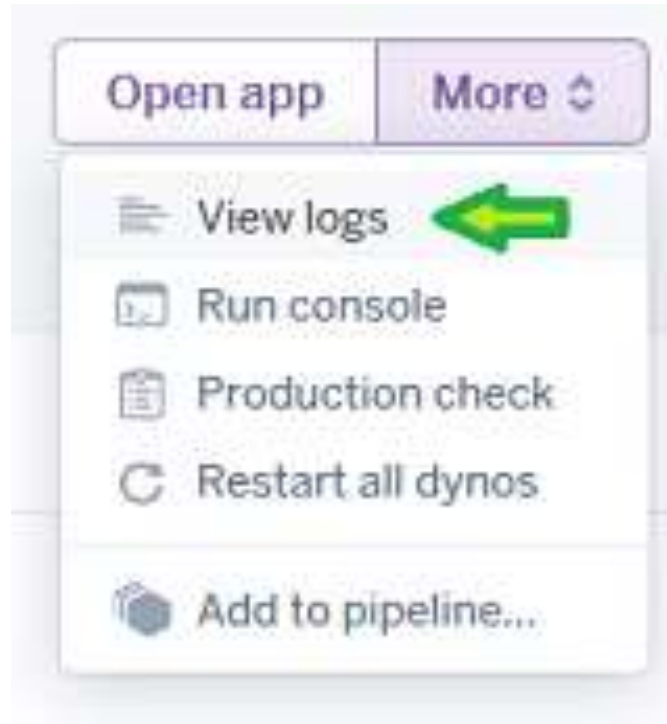 Open app More
View logs
Run console
Production check
Restart all dynos
Add to pipeline...